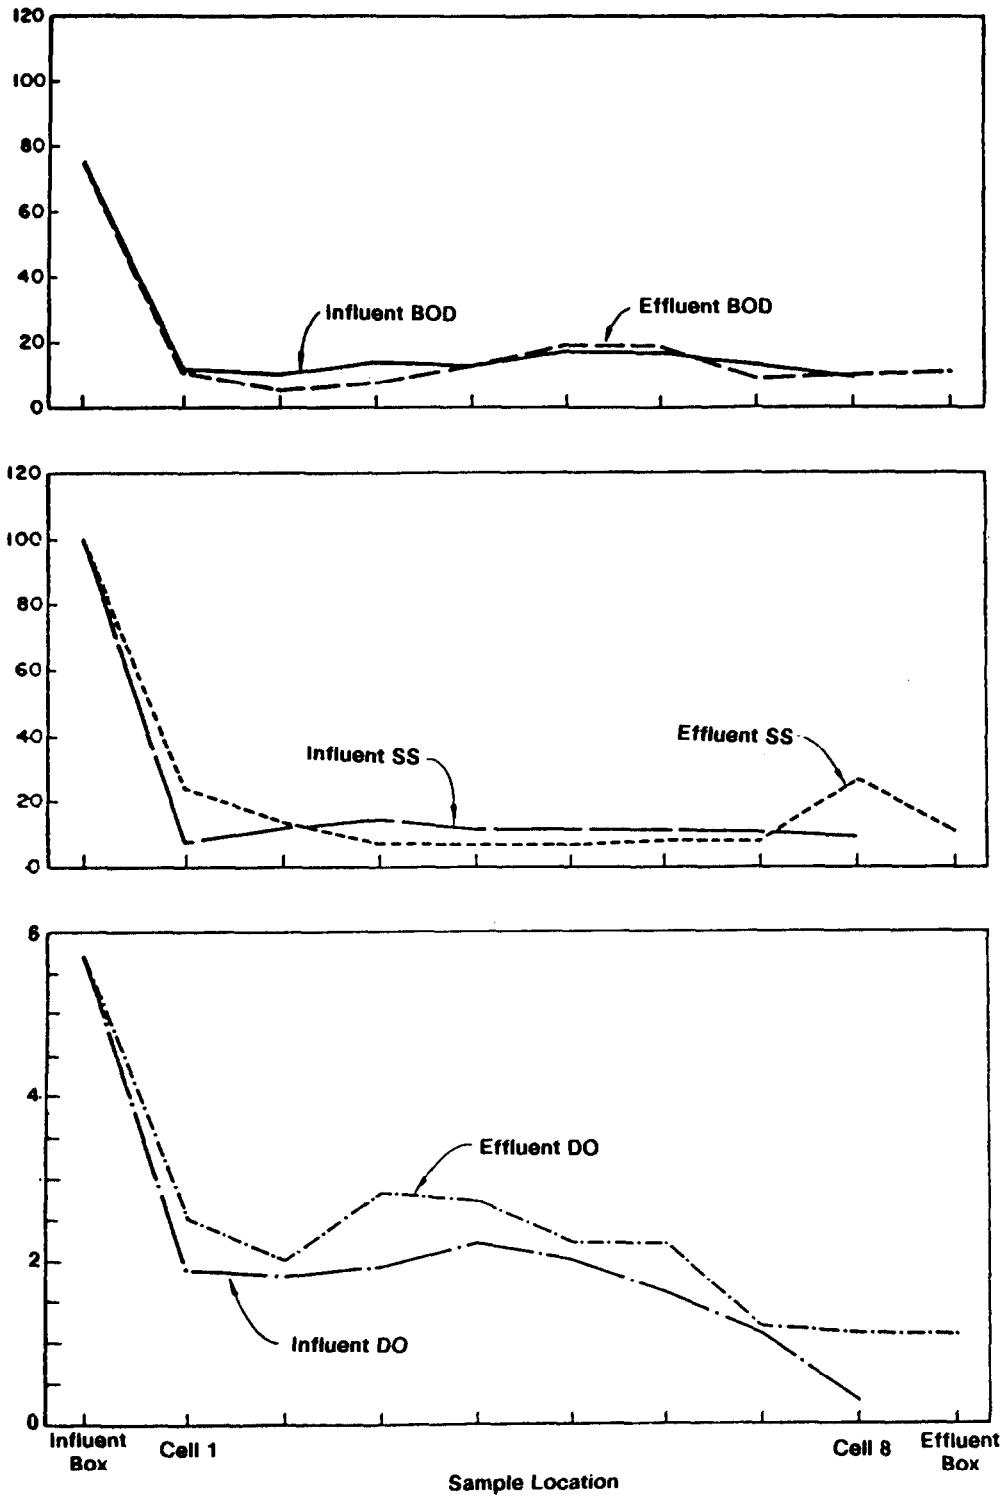 120
100
80
60
40
20
0
Influent BOD
Effluent BOD
120
100
80
60
40
20
0
Influent SS
Effluent SS
6
4
2
0
Effluent DO
Influent DO
Influent Box
Cell 1
Cell 8
Effluent Box
Sample Location